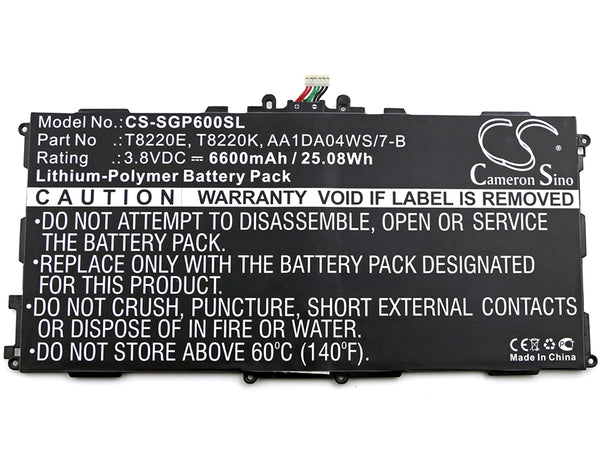 Model No.:CS-SGP600SL
Part No .:T8220E, T8220K, AA1DA04WS/7-B
Rating :3.8VDC⎓ 6600mAh / 25.08Wh
Lithium-Polymer Battery Pack
CS
Cameron Sino
CAUTION WARRANTY VOID IF LABEL IS REMOVED
•DO NOT ATTEMPT TO DISASSEMBLE, OPEN OR SERVICE
THE BATTERY PACK.
•REPLACE ONLY WITH THE BATTERY PACK DESIGNATED
FOR THIS PRODUCT.
•DO NOT CRUSH, PUNCTURE, SHORT EXTERNAL CONTACTS
OR DISPOSE OF IN FIRE OR WATER.
•DO NOT STORE ABOVE 60°C (140°F).
CE
Made In China